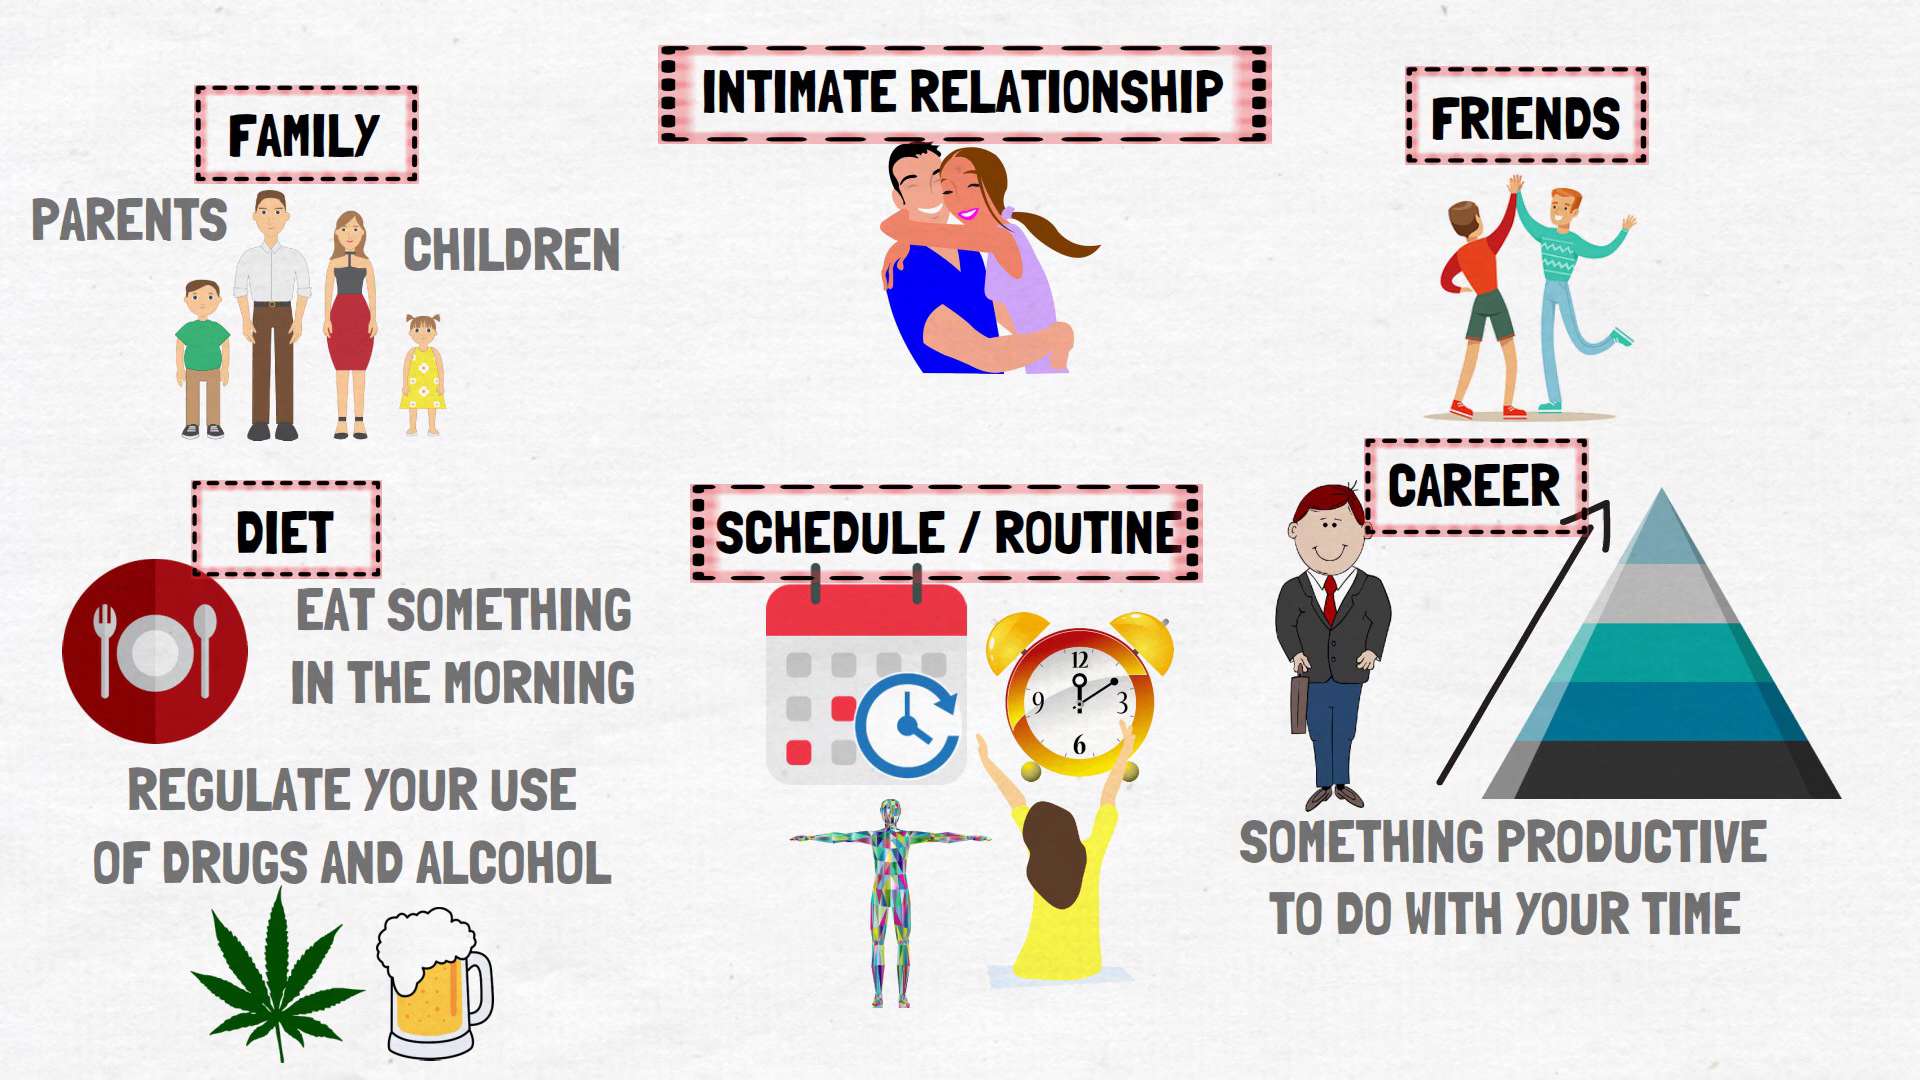 INTIMATE RELATIONSHIP
FAMILY
FRIENDS
PARENTS
CHILDREN
CAREER
DIET
SCHEDULE / ROUTINE
EAT SOMETHING
IN THE MORNING
12
9
3
6
REGULATE YOUR USE
OF DRUGS AND ALCOHOL
SOMETHING PRODUCTIVE
TO DO WITH YOUR TIME